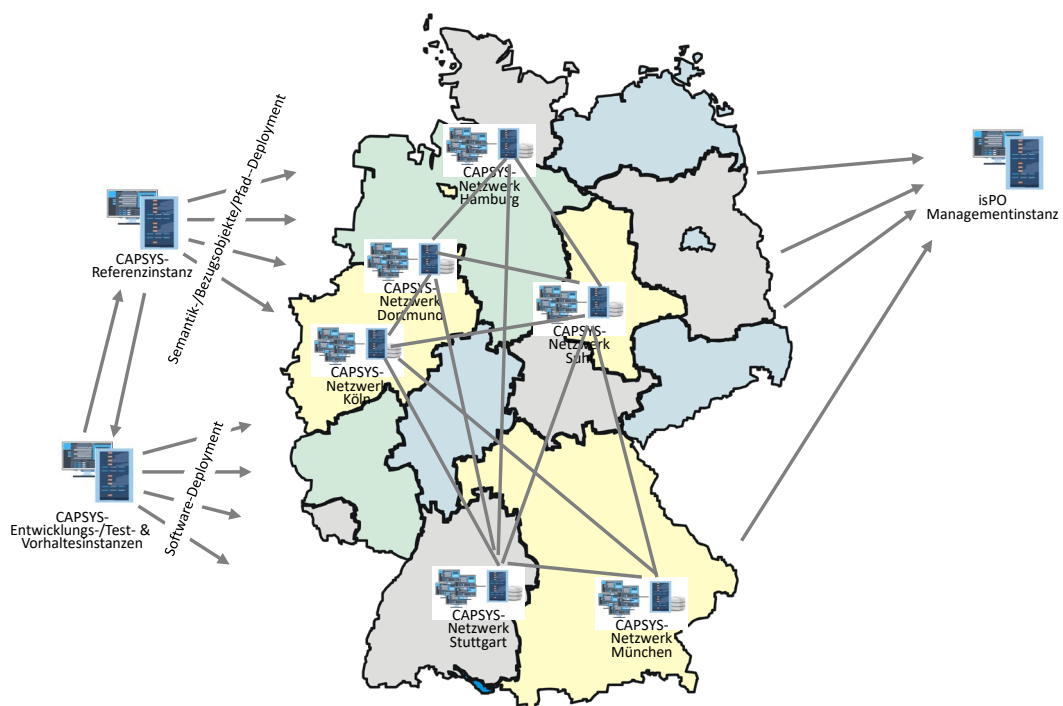 CAPSYS-
Netzwerk
Hamburg
Semantik-/Bezugsobjekte/Pfad--Deployment
isPO
Managementinstanz
CAPSYS-
Referenzinstanz
CAPSYS-
Netzwerk
Dortmund
CAPSYS-
Netzwerk
Suhl
CAPSYS-
Netzwerk
Köln
Software-Deployment
CAPSYS-
Entwicklungs-/Test- &
Vorhaltesinstanzen
CAPSYS-
Netzwerk
Stuttgart
CAPSYS-
Netzwerk
München